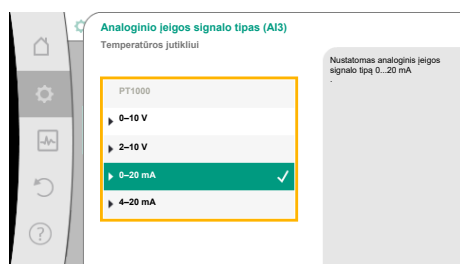 Analoginio įeigos signalo tipas (AI3)
Temperatūros jutikliui
Nustatomas analoginis įeigos
signalo tipą 0...20 mA
.
PT1000
0–10 V
2–10 V
0–20 mA
4–20 mA